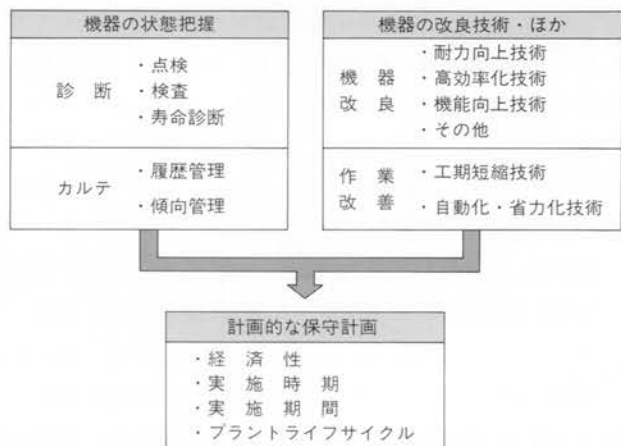 機器の状態把握
診断
・点検
・検査
・寿命診断
カルテ
・履歴管理
・傾向管理
機器の改良技術・ほか
機器
改良
・耐力向上技術
・高効率化技術
・機能向上技術
・その他
作業
改善
・工期短縮技術
・自動化・省力化技術
計画的な保守計画
・経済性
・実施時期
・実施期間
・プラントライフサイクル